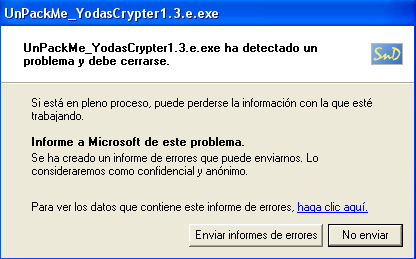 UnPackMe_YodasCrypter1.3.e.exe
UnPackMe_YodasCrypter1.3.e.exe ha detectado un
problema y debe cerrarse.
SnD
Si está en pleno proceso, puede perderse la información con la que esté
trabajando.
Informe a Microsoft de este problema.
Se ha creado un informe de errores que puede enviarnos. Lo
consideraremos como confidencial y anónimo.
Para ver los datos que contiene este informe de errores, haga clic aquí.
Enviar informes de errores
No enviar